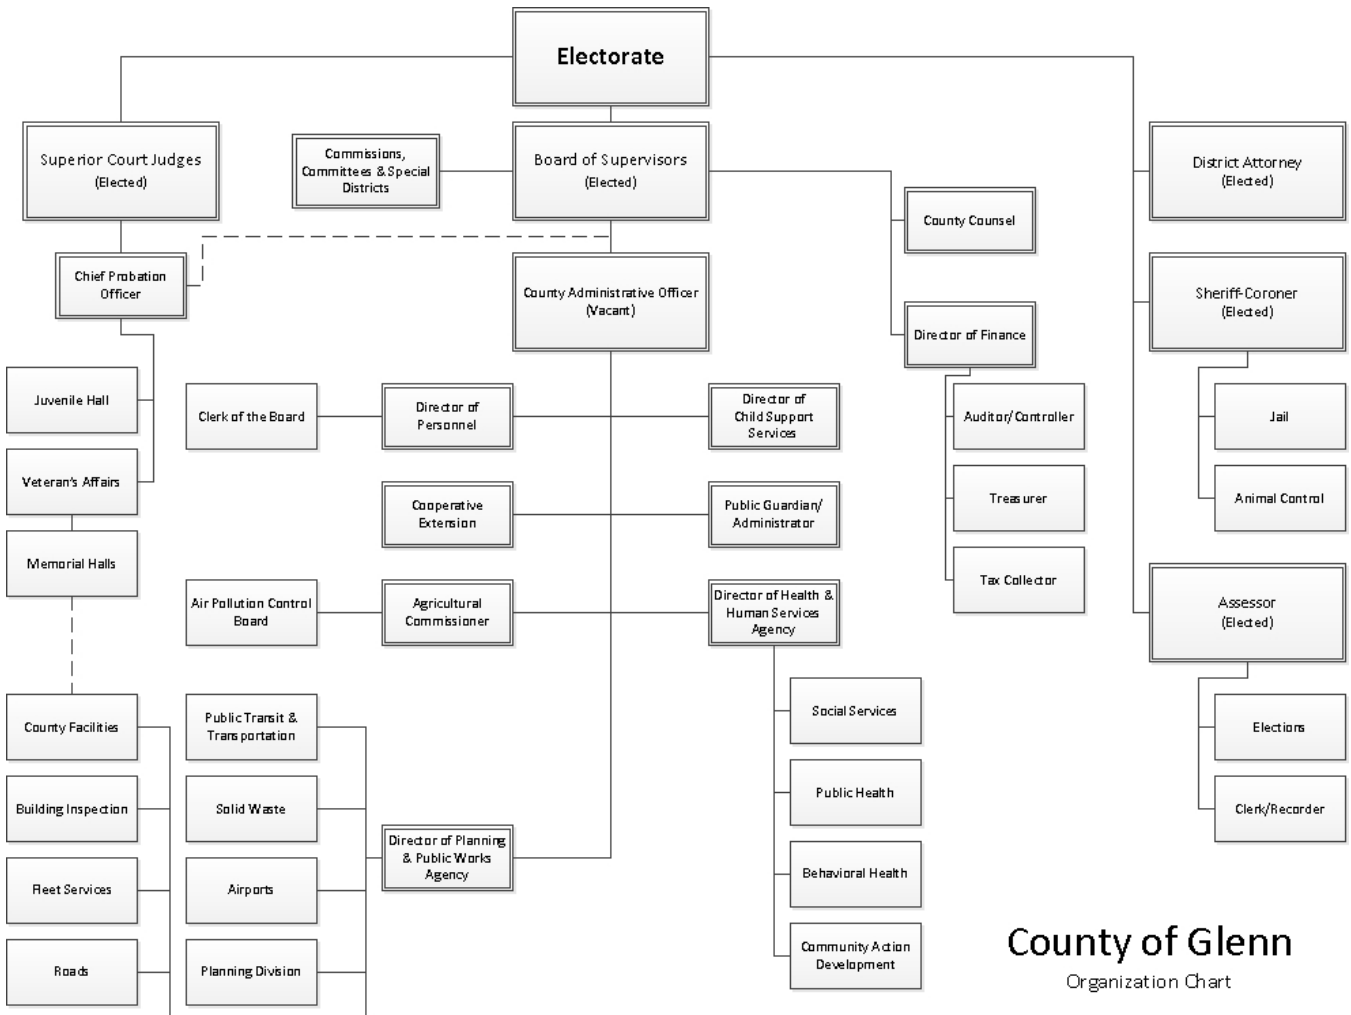 Electorate
Superior Court Judges
(Elected)
Commissions,
Committees & Special
Districts
Board of Supervisors
(Elected)
District Attorney
(Elected)
County Counsel
Chief Probation
Officer
County Administrative Officer
(Vacant)
Sheriff-Coroner
(Elected)
Director of Finance
Juvenile Hall
Clerk of the Board
Director of
Personnel
Director of
Child Support
Services
Auditor/Controller
Jail
Veteran's Affairs
Cooperative
Extension
Public Guardian/
Administrator
Treasurer
Animal Control
Memorial Halls
Air Pollution Control
Board
Agricultural
Commissioner
Director of Health &
Human Services
Agency
Tax Collector
Assessor
(Elected)
County Facilities
Public Transit &
Transportation
Social Services
Elections
Building Inspection
Solid Waste
Public Health
Clerk/Recorder
Director of Planning
& Public Works
Agency
Fleet Services
Airports
Behavioral Health
Roads
Planning Division
Community Action
Development
County of Glenn
Organization Chart